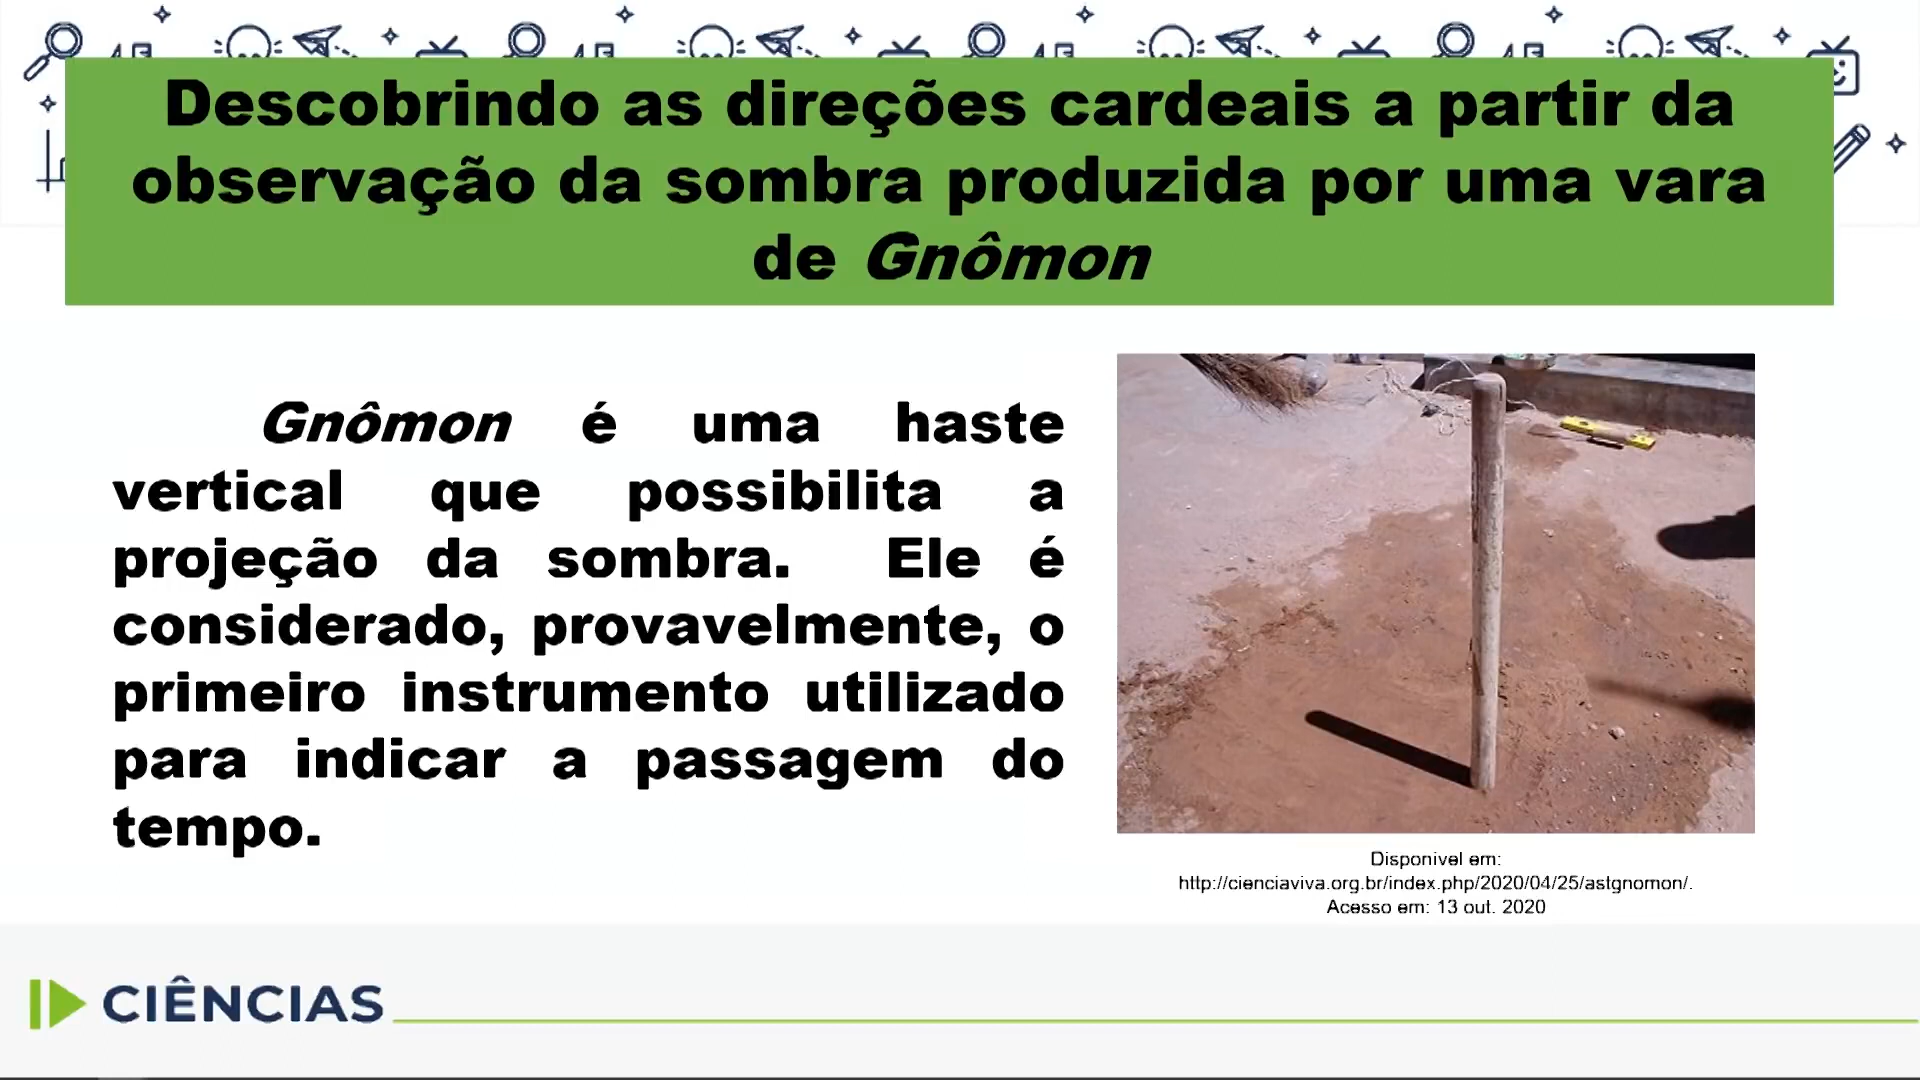 Descobrindo as direções cardeais a partir da
observação da sombra produzida por uma vara
de Gnômon
Gnômon é uma haste
vertical que possibilita a
projeção da sombra. Ele é
considerado, provavelmente, o
primeiro instrumento utilizado
para indicar a passagem do
tempo.
Disponível em:
http://cienciaviva.org.br/index.php/2020/04/25/astgnomon/.
Acesso em: 13 out. 2020
CIÊNCIAS